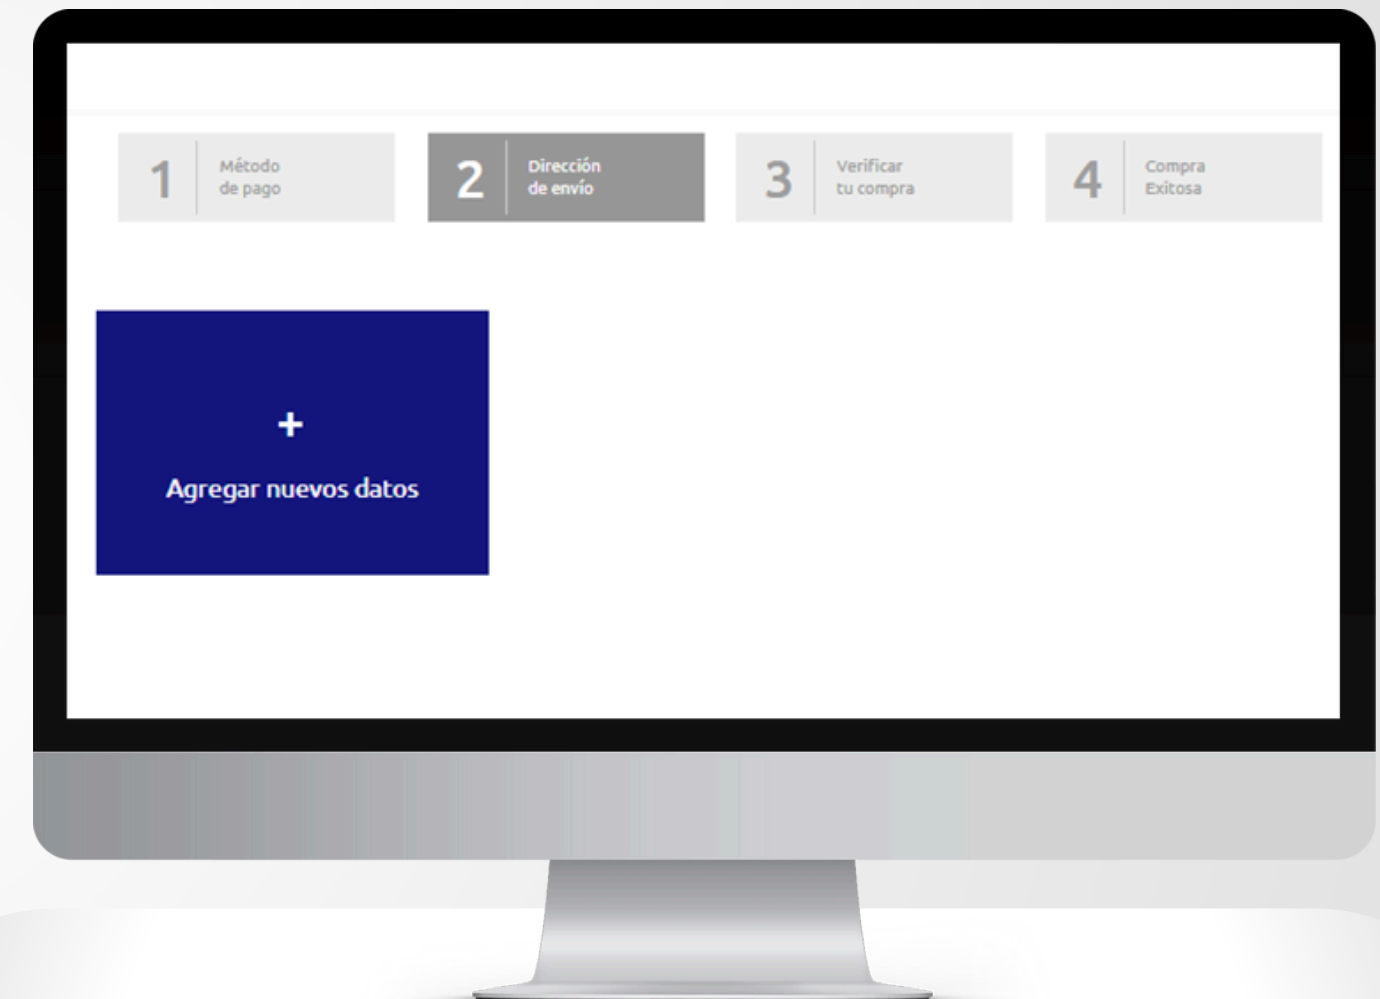 1
Método
de pago
2
Dirección
de envío
3
Verificar
tu compra
4
Compra
Exitosa
+
Agregar nuevos datos